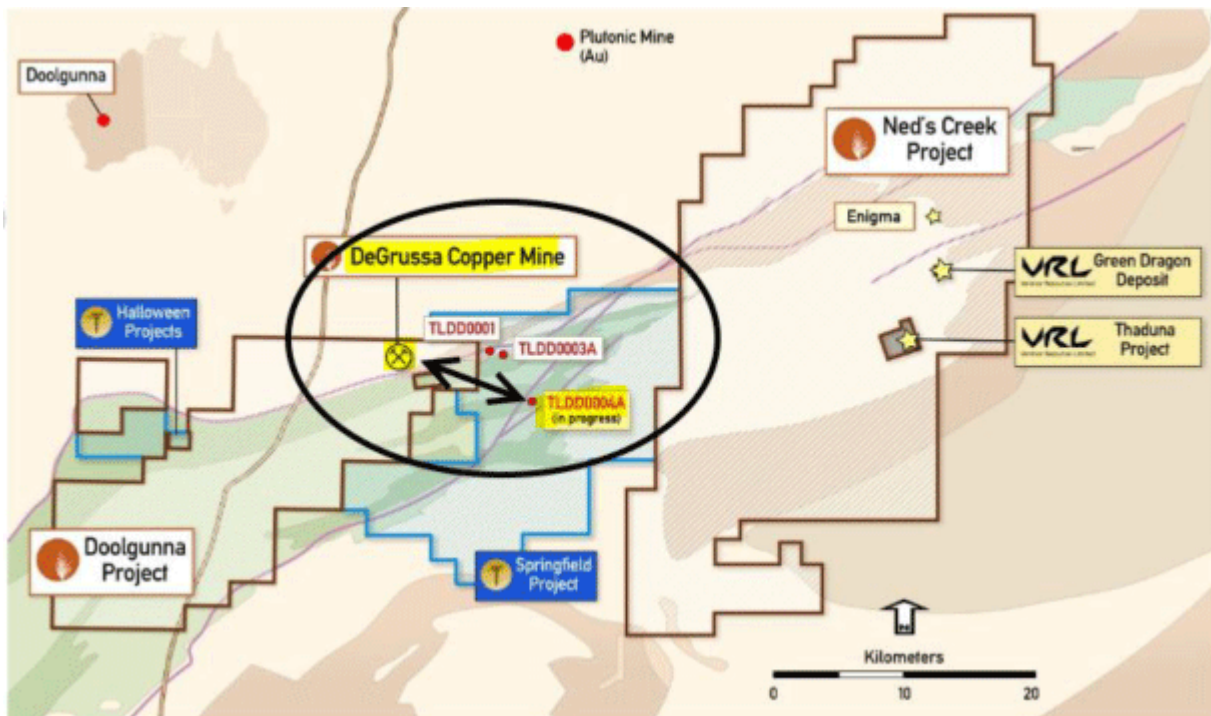 Plutonic Mine
(Au)
Doolgunna
Ned's Creek
Project
Enigma
DeGrussa Copper Mine
VRL Green Dragon
Deposit
Halloween
Projects
TLDD0001
TLDD0003A
VRL Thaduna
Project
TLDD0004A
(in progress)
Doolgunna
Project
Springfield
Project
N
Kilometers
0 10 20